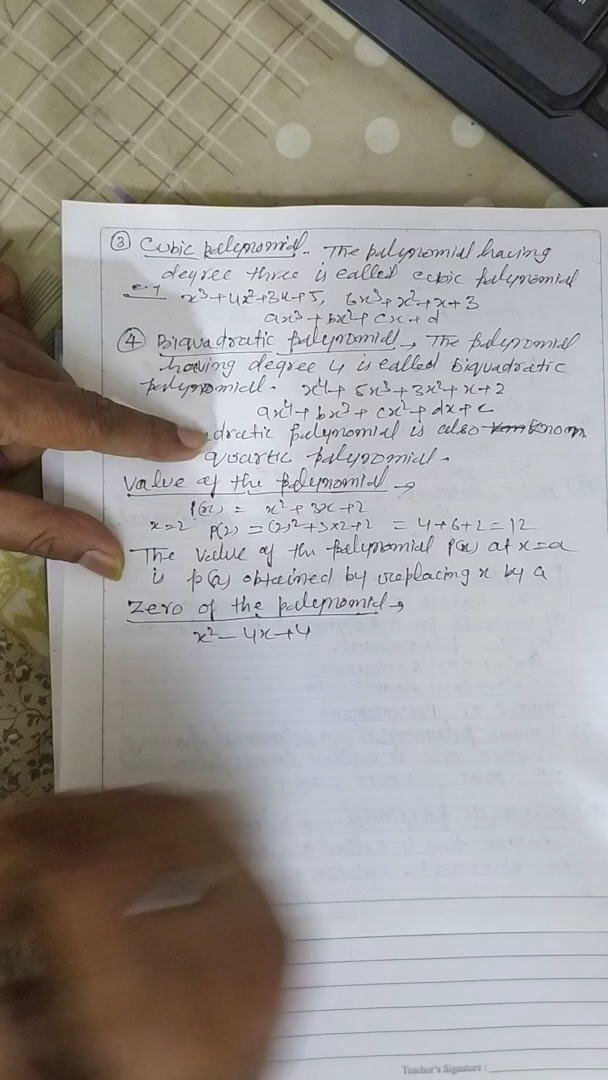 ③ Cubic polynomial. The polynomial having
degree three is called cubic polynomial
eg x³+4x²+3x+5, 6x³+x²+x+3
ax³+bx²+cx+d
④ Biquadratic polynomial → The polynomial
having degree 4 is called biquadratic
polynomial. x⁴+5x³+3x²+x+2
ax⁴+bx³+cx²+dx+e
dratic polynomial is also known
quartic polynomial.
Value of the polynomial →
P(x) = x²+3x+2
x=2 P(2) = (2)²+3×2+2 = 4+6+2=12
The value of the polynomial P(x) at x=a
is p(a) obtained by replacing x by a
Zero of the polynomial →
x²-4x+4
Teacher's Signature :